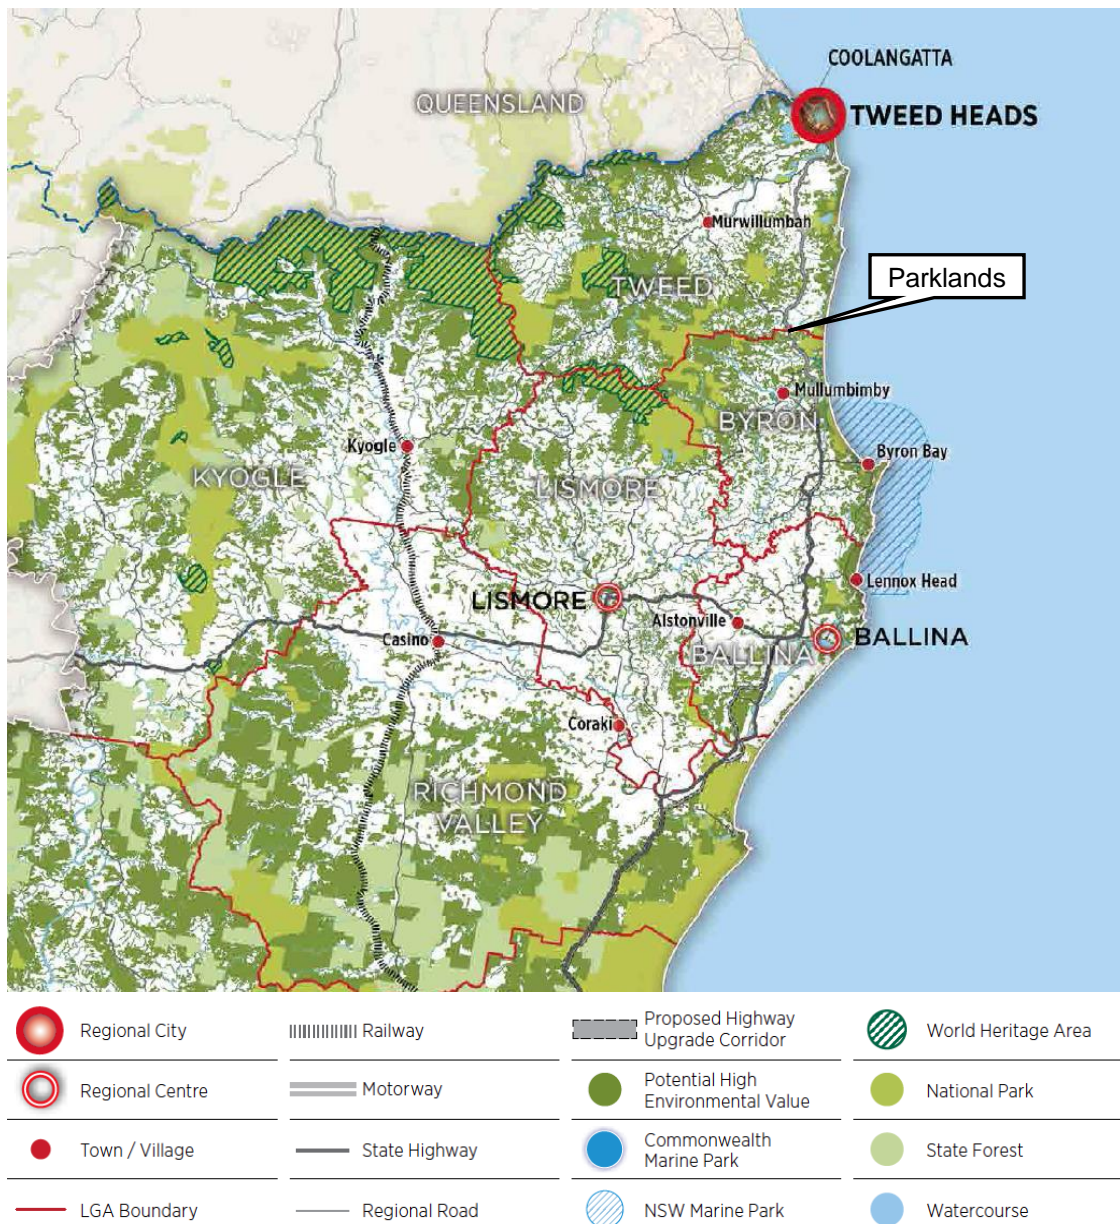 COOLANGATTA
QUEENSLAND
TWEED HEADS
Murwillumbah
Parklands
TWEED
Mullumbimby
BYRON
Kyogle
Byron Bay
KYOGLE
LISMORE
Lennox Head
LISMORE
Alstonville
Casino
BALLINA
BALLINA
Coraki
RICHMOND
VALLEY
Regional City
Railway
Proposed Highway
Upgrade Corridor
World Heritage Area
Regional Centre
Motorway
Potential High
Environmental Value
National Park
Town / Village
State Highway
Commonwealth
Marine Park
State Forest
LGA Boundary
Regional Road
NSW Marine Park
Watercourse